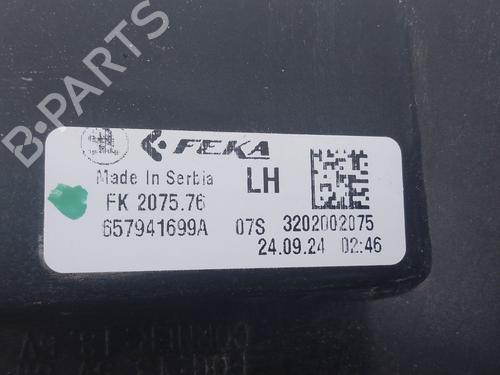 B-PARTS
FEKA
Made In Serbia
LH
FK 2075.76
657941699A 07S 3202002075
24.09.24 02:46